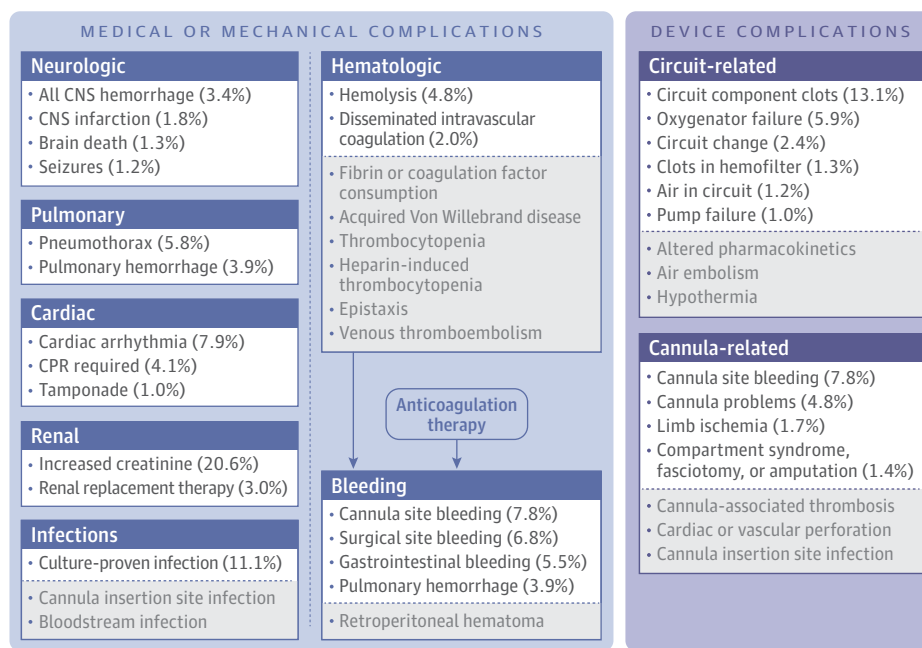 MEDICAL OR MECHANICAL COMPLICATIONS
Neurologic
• All CNS hemorrhage (3.4%)
• CNS infarction (1.8%)
• Brain death (1.3%)
• Seizures (1.2%)
Pulmonary
• Pneumothorax (5.8%)
• Pulmonary hemorrhage (3.9%)
Cardiac
• Cardiac arrhythmia (7.9%)
• CPR required (4.1%)
• Tamponade (1.0%)
Renal
• Increased creatinine (20.6%)
• Renal replacement therapy (3.0%)
Infections
• Culture-proven infection (11.1%)
• Cannula insertion site infection
• Bloodstream infection
Hematologic
• Hemolysis (4.8%)
• Disseminated intravascular
coagulation (2.0%)
• Fibrin or coagulation factor
consumption
• Acquired Von Willebrand disease
• Thrombocytopenia
• Heparin-induced
thrombocytopenia
• Epistaxis
• Venous thromboembolism
Anticoagulation
therapy
Bleeding
• Cannula site bleeding (7.8%)
• Surgical site bleeding (6.8%)
• Gastrointestinal bleeding (5.5%)
• Pulmonary hemorrhage (3.9%)
• Retroperitoneal hematoma
DEVICE COMPLICATIONS
Circuit-related
• Circuit component clots (13.1%)
• Oxygenator failure (5.9%)
• Circuit change (2.4%)
• Clots in hemofilter (1.3%)
• Air in circuit (1.2%)
• Pump failure (1.0%)
• Altered pharmacokinetics
• Air embolism
• Hypothermia
Cannula-related
• Cannula site bleeding (7.8%)
• Cannula problems (4.8%)
• Limb ischemia (1.7%)
• Compartment syndrome,
fasciotomy, or amputation (1.4%)
• Cannula-associated thrombosis
• Cardiac or vascular perforation
• Cannula insertion site infection